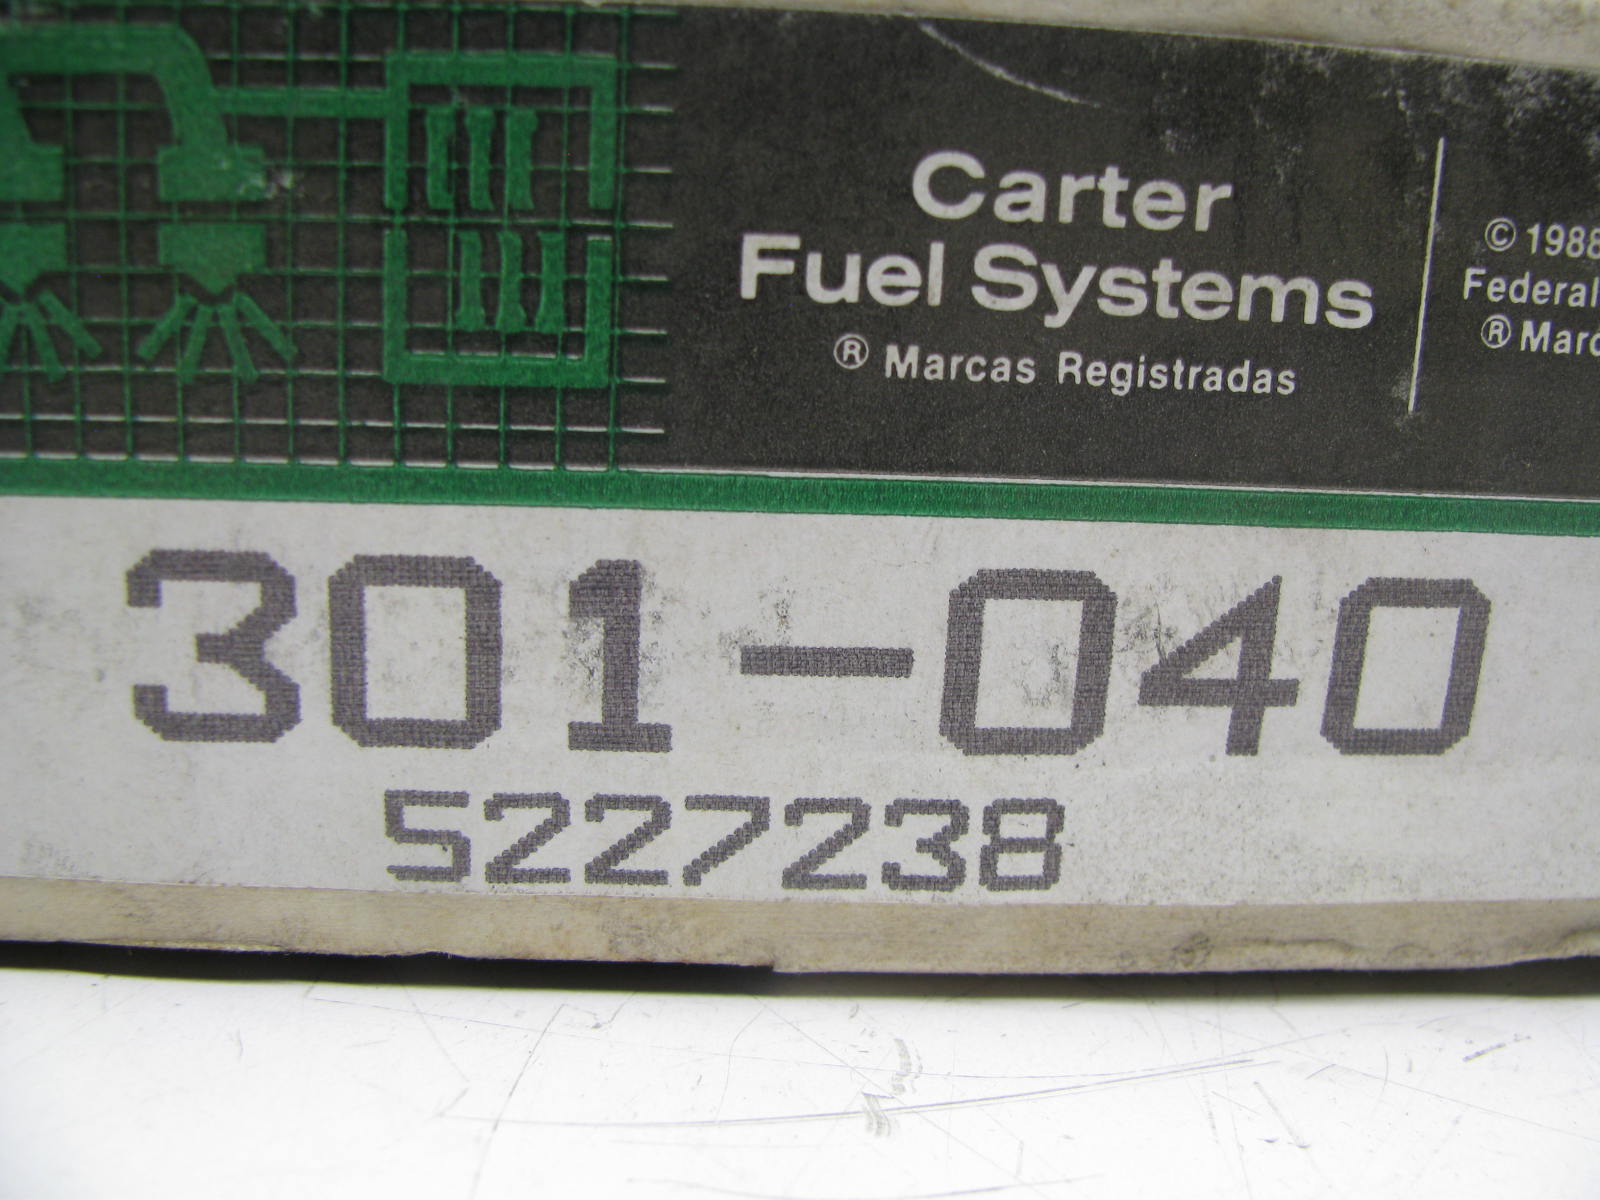 Carter
Fuel Systems
® Marcas Registradas
© 1988
Federal
®
301-040
5227238